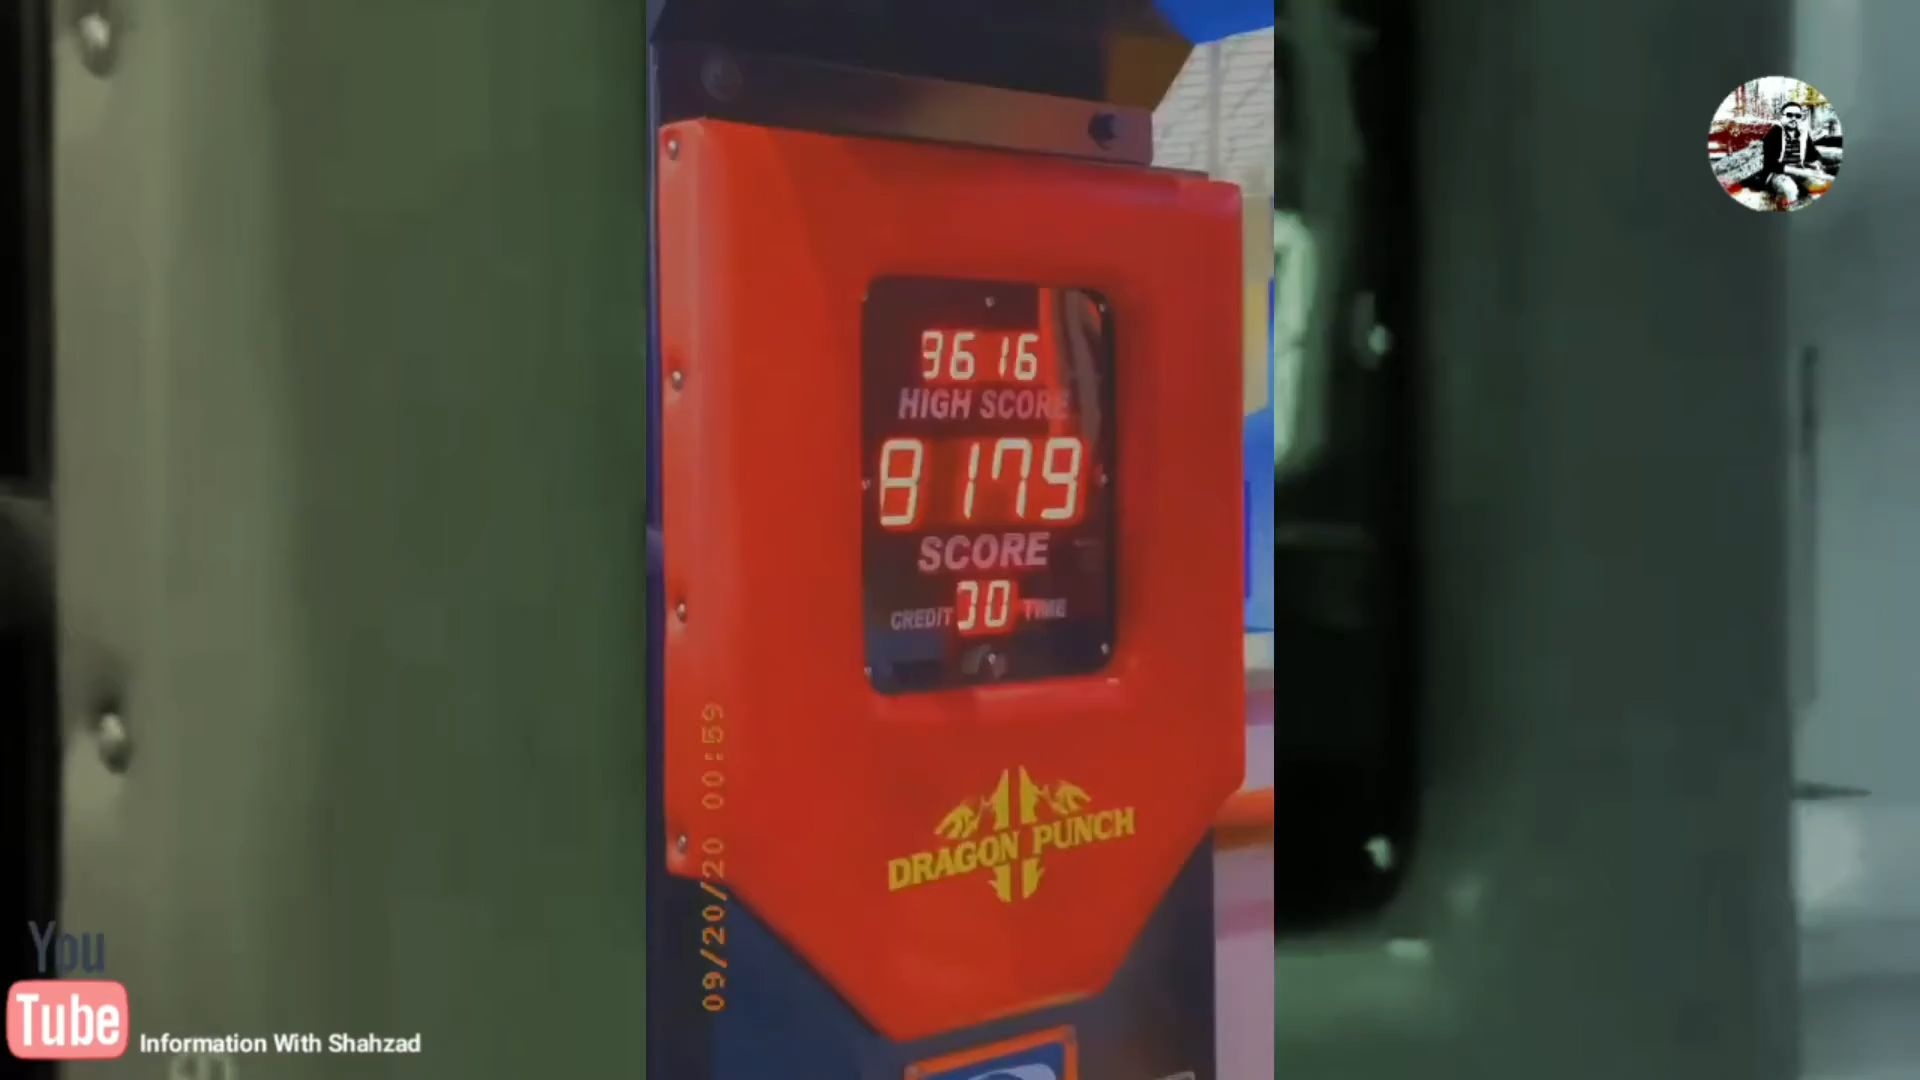 9616
HIGH SCORE
8179
SCORE
CREDIT 00 TIME
DRAGON PUNCH
09/20/20 00:59
You
Tube
Information With Shahzad